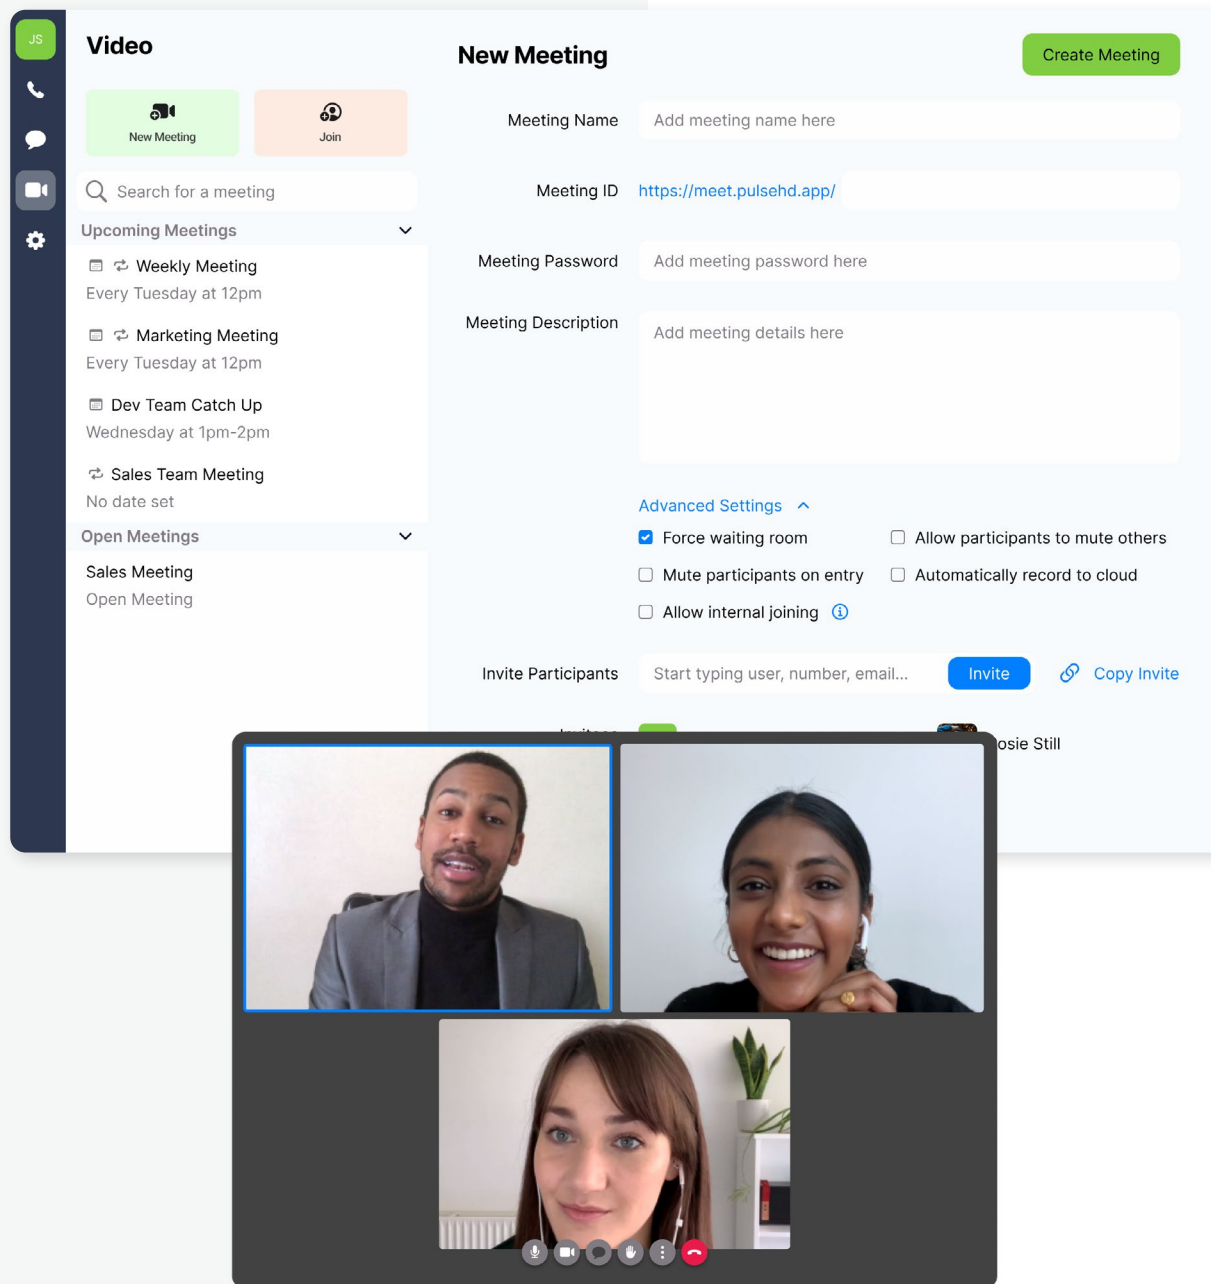 JS
Video
New Meeting
Join
Search for a meeting
Upcoming Meetings
Weekly Meeting
Every Tuesday at 12pm
Marketing Meeting
Every Tuesday at 12pm
Dev Team Catch Up
Wednesday at 1pm-2pm
Sales Team Meeting
No date set
Open Meetings
Sales Meeting
Open Meeting
New Meeting
Create Meeting
Meeting Name
Add meeting name here
Meeting ID
https://meet.pulsehd.app/
Meeting Password
Add meeting password here
Meeting Description
Add meeting details here
Advanced Settings
Force waiting room
Allow participants to mute others
Mute participants on entry
Automatically record to cloud
Allow internal joining
Invite Participants
Start typing user, number, email...
Invite
Copy Invite
osie Still